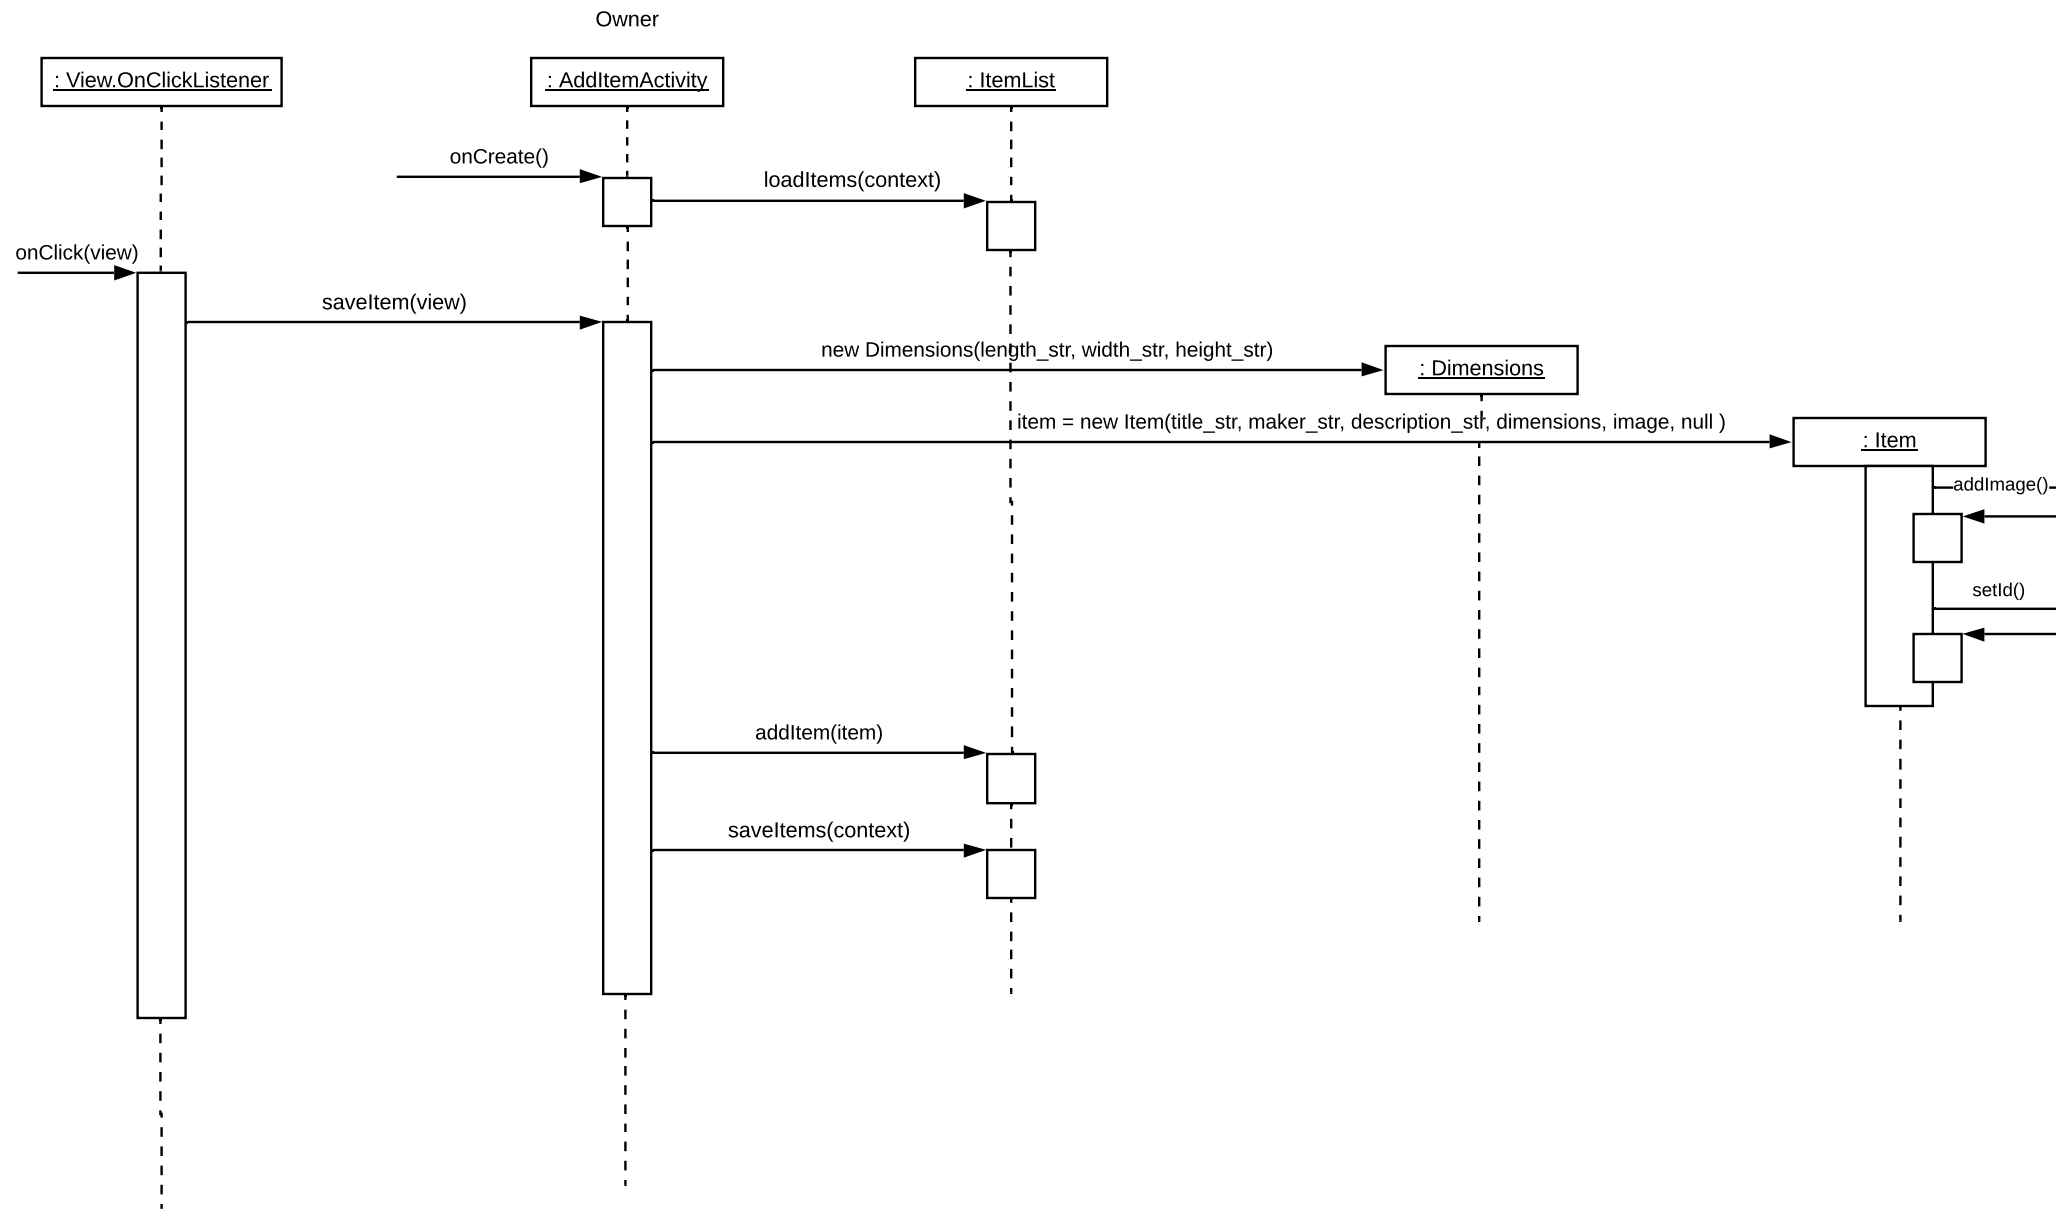 Owner
: View.OnClickListener
: AddItemActivity
: ItemList
onCreate()
loadItems(context)
onClick(view)
saveItem(view)
new Dimensions(length_str, width_str, height_str)
: Dimensions
item = new Item(title_str, maker_str, description_str, dimensions, image, null )
: Item
addImage()
setId()
addItem(item)
saveItems(context)